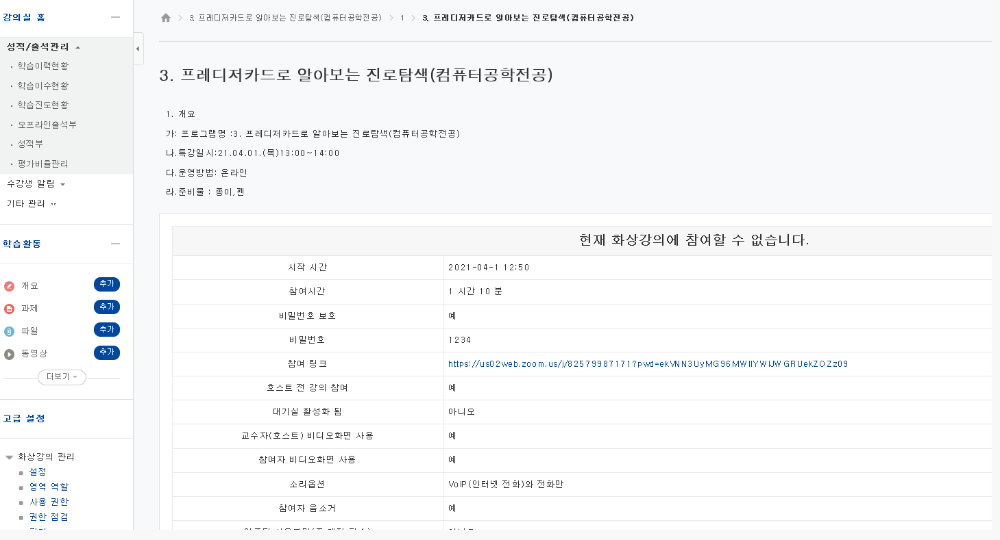 강의실 홈
성적/출석관리
학습이력현황
학습이수현황
학습진도현황
오프라인출석부
성적부
평가비율관리
수강생 알림
기타 관리
학습활동
개요 추가
과제 추가
파일 추가
동영상 추가
더보기
고급 설정
화상강의 관리
설정
영역 역할
사용 권한
권한 점검
3. 프레디저카드로 알아보는 진로탐색(컴퓨터공학전공) > 1 > 3. 프레디저카드로 알아보는 진로탐색(컴퓨터공학전공)
3. 프레디저카드로 알아보는 진로탐색(컴퓨터공학전공)
1. 개요
가: 프로그램명 :3. 프레디저카드로 알아보는 진로탐색(컴퓨터공학전공)
나.특강일시:21.04.01.(목)13:00~14:00
다.운영방법: 온라인
라.준비물 : 종이,펜
현재 화상강의에 참여할 수 없습니다.
시작 시간 2021-04-1 12:50
참여시간 1 시간 10 분
비밀번호 보호 예
비밀번호 1234
참여 링크
호스트 전 강의 참여 예
대기실 활성화 됨 아니오
교수자(호스트) 비디오화면 사용 예
참여자 비디오화면 사용 예
소리옵션 VoIP(인터넷 전화)와 전화만
참여자 음소거 예